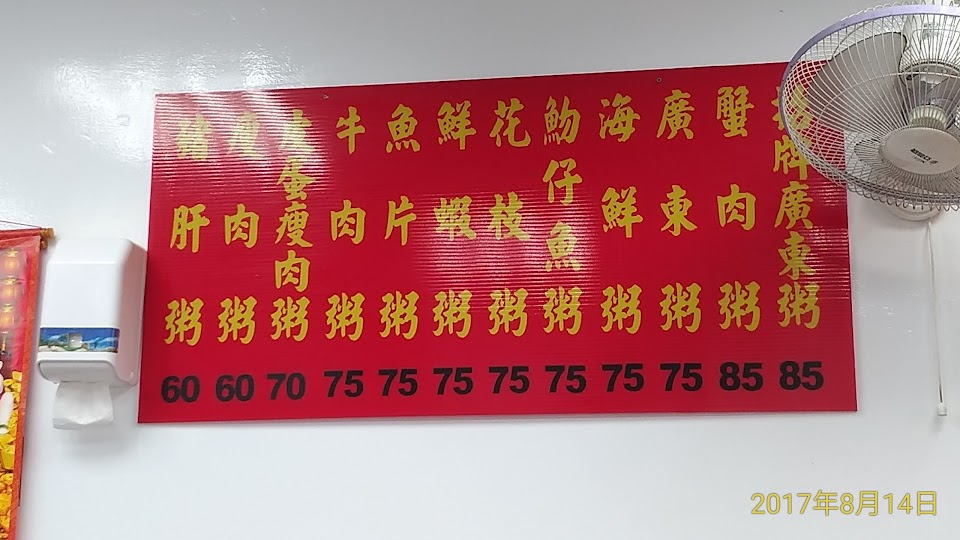 招牌廣東粥 85
蟹肉粥 85
廣東粥 75
海鮮粥 75
魩仔魚粥 75
花枝粥 75
鮮蝦粥 75
魚片粥 75
牛肉粥 75
皮蛋瘦肉粥 70
瘦肉粥 60
豬肝粥 60
2017年8月14日